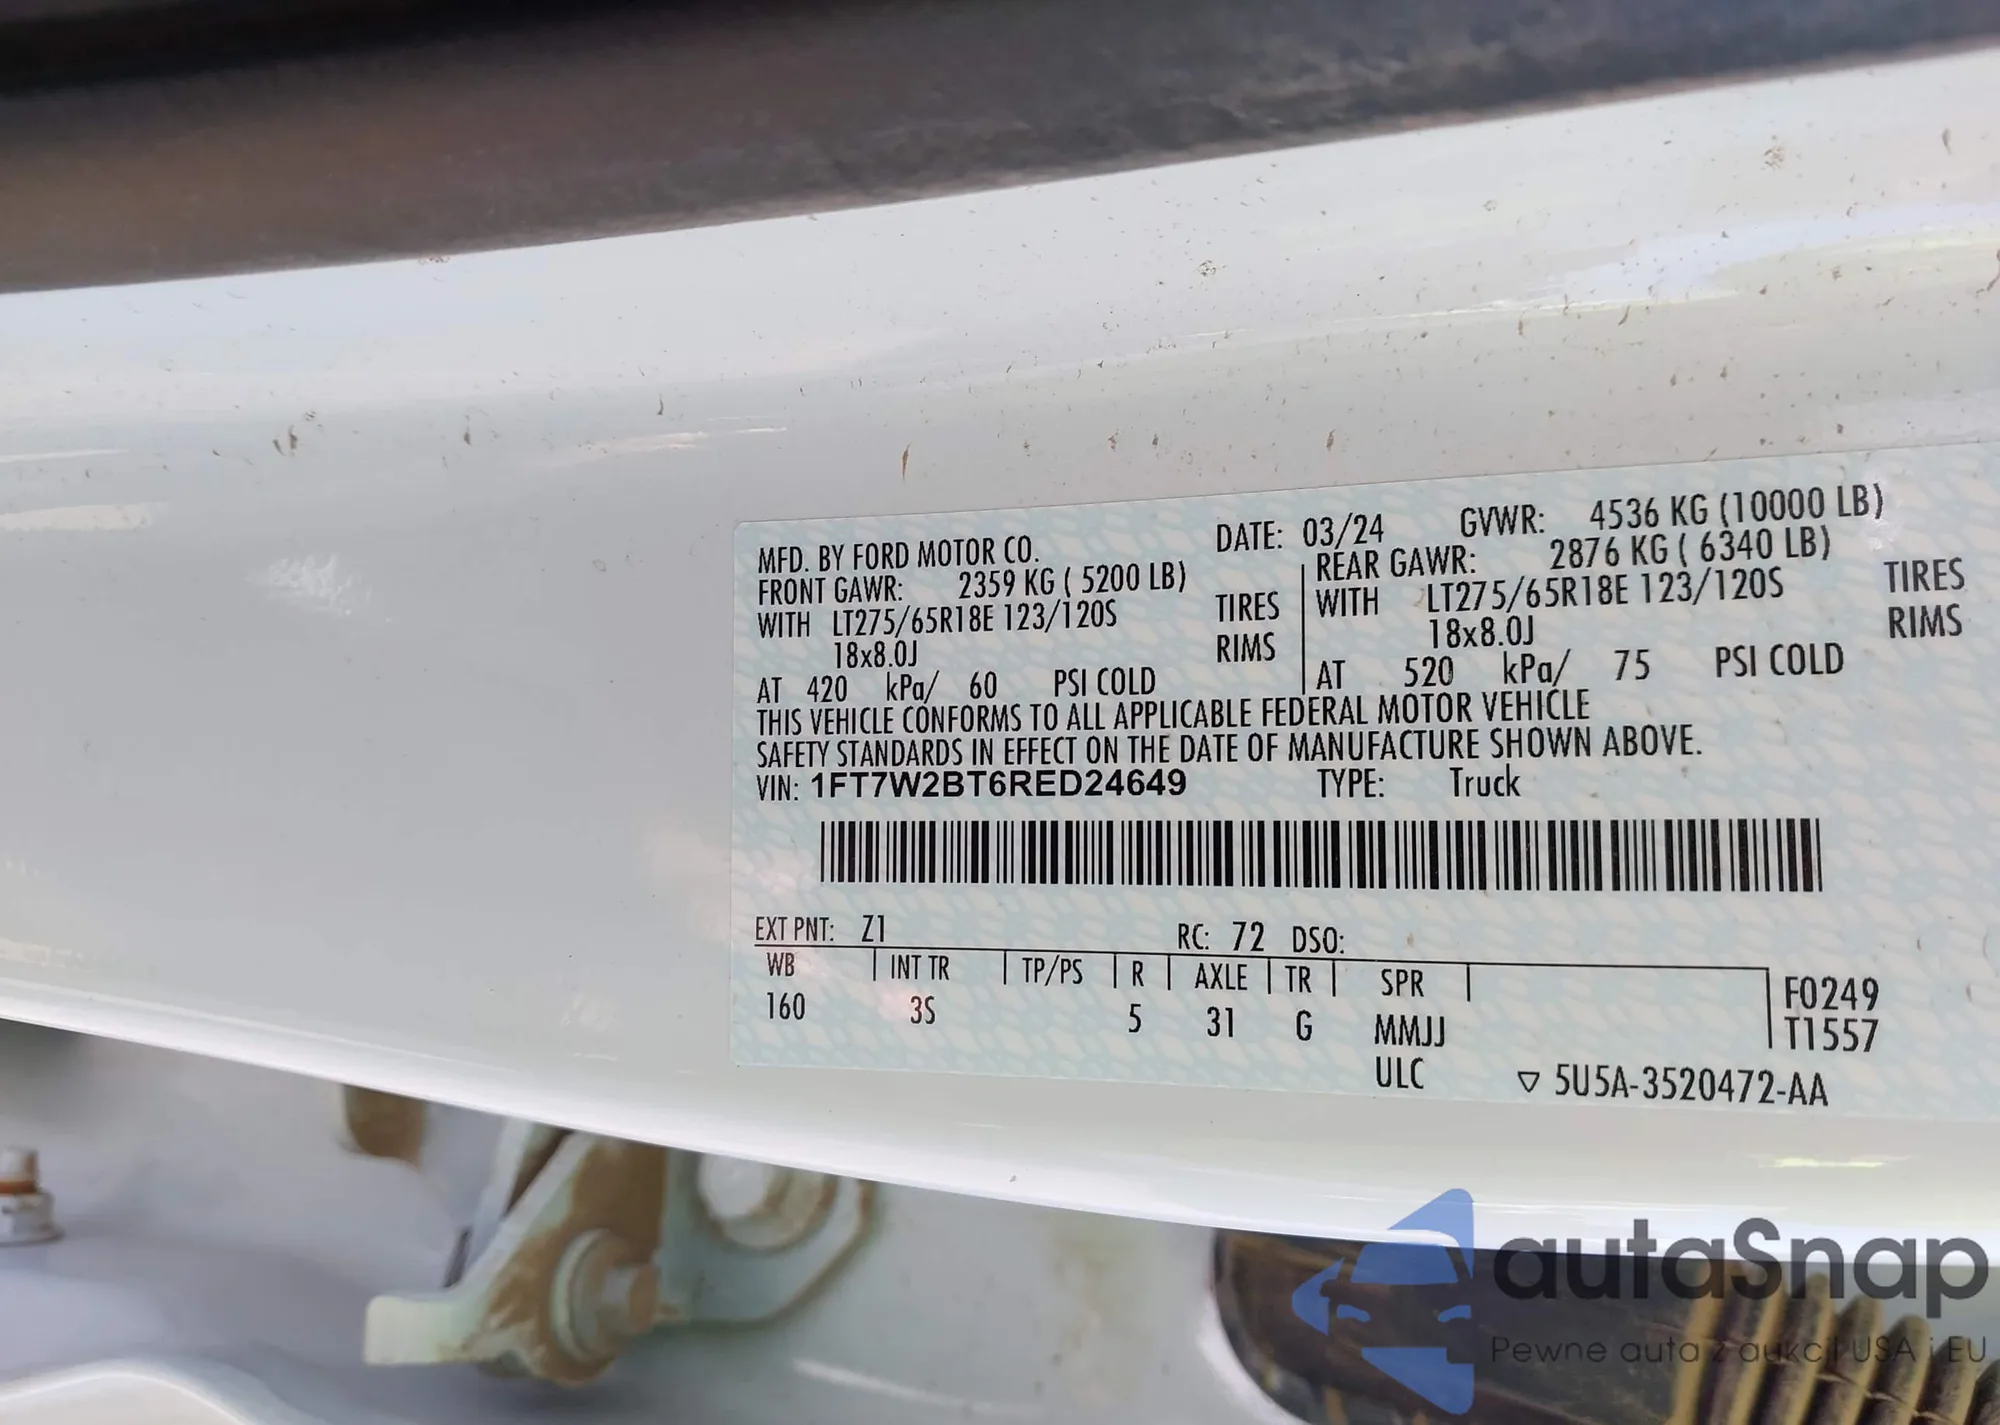 MFD. BY FORD MOTOR CO. DATE: 03/24 GVWR: 4536 KG (10000 LB)
FRONT GAWR: 2359 KG ( 5200 LB) REAR GAWR: 2876 KG ( 6340 LB)
WITH LT275/65R18E 123/120S TIRES WITH LT275/65R18E 123/120S TIRES
18x8.0J RIMS 18x8.0J RIMS
AT 420 kPa/ 60 PSI COLD AT 520 kPa/ 75 PSI COLD
THIS VEHICLE CONFORMS TO ALL APPLICABLE FEDERAL MOTOR VEHICLE
SAFETY STANDARDS IN EFFECT ON THE DATE OF MANUFACTURE SHOWN ABOVE.
VIN: 1FT7W2BT6RED24649 TYPE: Truck
EXT PNT: Z1 RC: 72 DSO:
WB INT TR TP/PS R AXLE TR SPR F0249
160 3S 5 31 G MMJJ T1557
ULC ▽ 5U5A-3520472-AA
autaSnap
Pewne auta z aukcji USA i EU